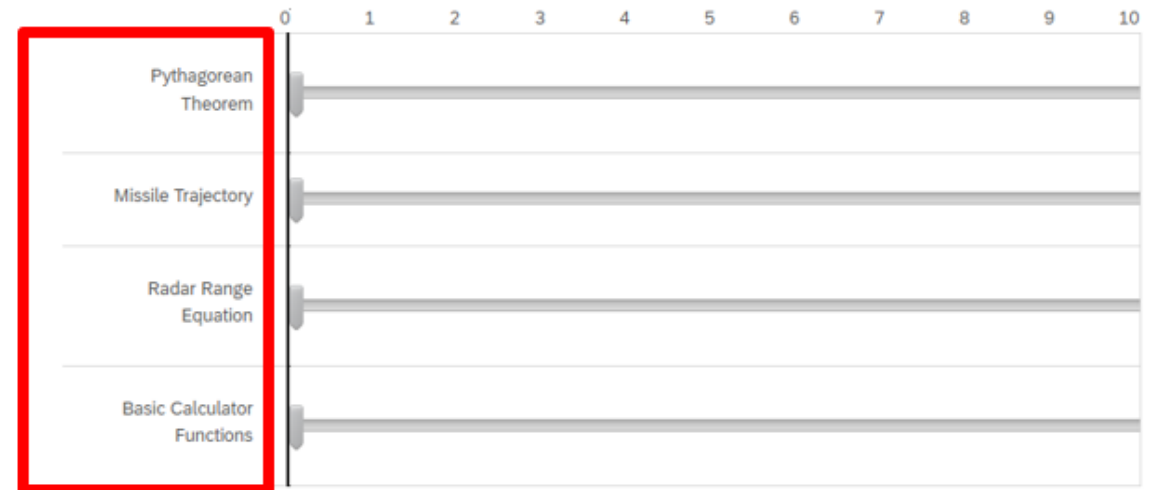 0 1 2 3 4 5 6 7 8 9 10
Pythagorean
Theorem
Missile Trajectory
Radar Range
Equation
Basic Calculator
Functions